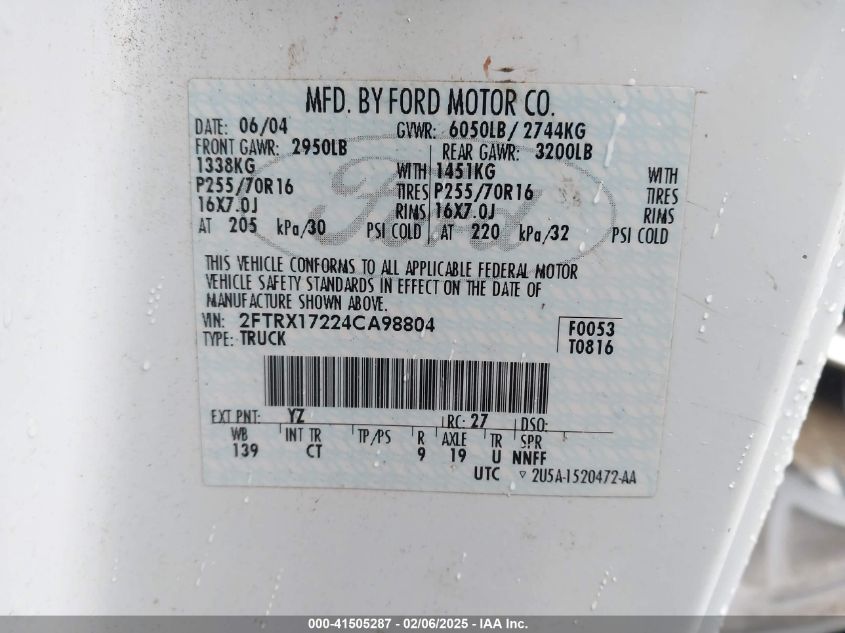 MFD. BY FORD MOTOR CO.
DATE: 06/04 GVWR: 6050LB / 2744KG
FRONT GAWR: 2950LB REAR GAWR: 3200LB
1338KG WITH 1451KG WITH
P255/70R16 TIRES P255/70R16 TIRES
16X7.0J RIMS 16X7.0J RIMS
AT 205 kPa/30 PSI COLD AT 220 kPa/32 PSI COLD
THIS VEHICLE CONFORMS TO ALL APPLICABLE FEDERAL MOTOR
VEHICLE SAFETY STANDARDS IN EFFECT ON THE DATE OF
MANUFACTURE SHOWN ABOVE.
VIN: 2FTRX17224CA98804 F0053
TYPE: TRUCK T0816
EXT PNT: YZ RC: 27 DSO:
WB INT TR TP/PS R AXLE TR SPR
139 CT 9 19 U NNFF
UTC ▽ 2U5A-1520472-AA
Ford
000-41505287 - 02/06/2025 - IAA Inc.